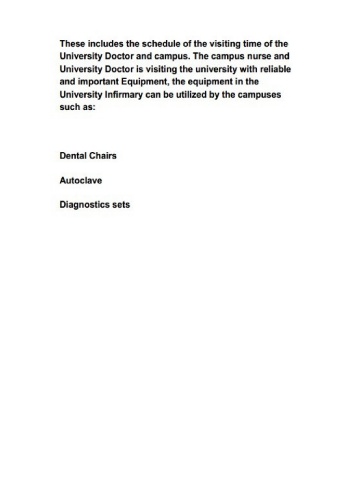 These includes the schedule of the visiting time of the
University Doctor and campus. The campus nurse and
University Doctor is visiting the university with reliable
and important Equipment, the equipment in the
University Infirmary can be utilized by the campuses
such as:
Dental Chairs
Autoclave
Diagnostics sets